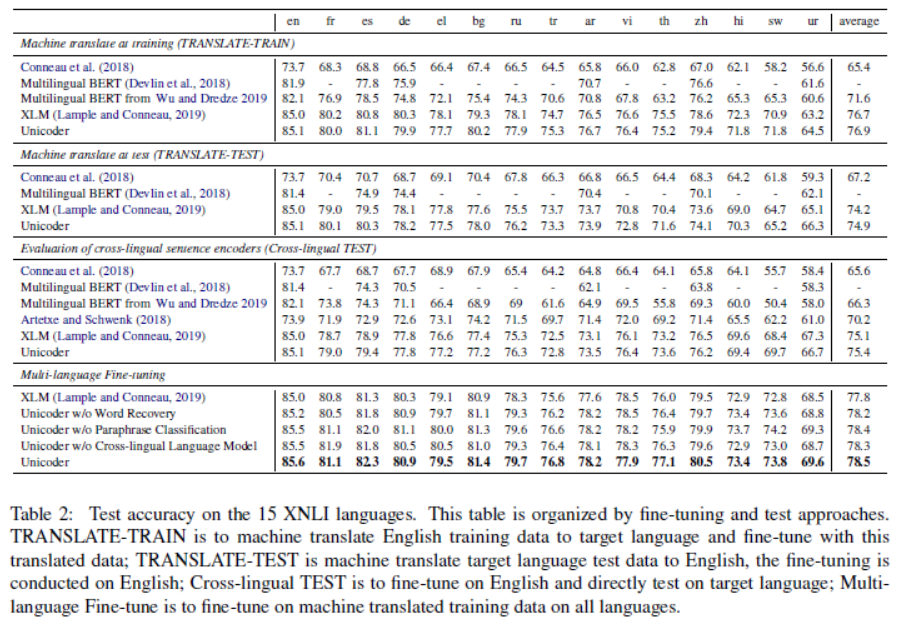 en fr es de el bg ru tr ar vi th zh hi sw ur average
Machine translate at training (TRANSLATE-TRAIN)
Conneau et al. (2018) 73.7 68.3 68.8 66.5 66.4 67.4 66.5 64.5 65.8 66.0 62.8 67.0 62.1 58.2 56.6 65.4
Multilingual BERT (Devlin et al., 2018) 81.9 - 77.8 75.9 - - - - 70.7 - - 76.6 - - 61.6 -
Multilingual BERT from Wu and Dredze 2019 82.1 76.9 78.5 74.8 72.1 75.4 74.3 70.6 70.8 67.8 63.2 76.2 65.3 65.3 60.6 71.6
XLM (Lample and Conneau, 2019) 85.0 80.2 80.8 80.3 78.1 79.3 78.1 74.7 76.5 76.6 75.5 78.6 72.3 70.9 63.2 76.7
Unicoder 85.1 80.0 81.1 79.9 77.7 80.2 77.9 75.3 76.7 76.4 75.2 79.4 71.8 71.8 64.5 76.9
Machine translate at test (TRANSLATE-TEST)
Conneau et al. (2018) 73.7 70.4 70.7 68.7 69.1 70.4 67.8 66.3 66.8 66.5 64.4 68.3 64.2 61.8 59.3 67.2
Multilingual BERT (Devlin et al., 2018) 81.4 - 74.9 74.4 - - - - 70.4 - - 70.1 - - 62.1 -
XLM (Lample and Conneau, 2019) 85.0 79.0 79.5 78.1 77.8 77.6 75.5 73.7 73.7 70.8 70.4 73.6 69.0 64.7 65.1 74.2
Unicoder 85.1 80.1 80.3 78.2 77.5 78.0 76.2 73.3 73.9 72.8 71.6 74.1 70.3 65.2 66.3 74.9
Evaluation of cross-lingual sentence encoders (Cross-lingual TEST)
Conneau et al. (2018) 73.7 67.7 68.7 67.7 68.9 67.9 65.4 64.2 64.8 66.4 64.1 65.8 64.1 55.7 58.4 65.6
Multilingual BERT (Devlin et al., 2018) 81.4 - 74.3 70.5 - - - - 62.1 - - 63.8 - - 58.3 -
Multilingual BERT from Wu and Dredze 2019 82.1 73.8 74.3 71.1 66.4 68.9 69 61.6 64.9 69.5 55.8 69.3 60.0 50.4 58.0 66.3
Artetxe and Schwenk (2018) 73.9 71.9 72.9 72.6 73.1 74.2 71.5 69.7 71.4 72.0 69.2 71.4 65.5 62.2 61.0 70.2
XLM (Lample and Conneau, 2019) 85.0 78.7 78.9 77.8 76.6 77.4 75.3 72.5 73.1 76.1 73.2 76.5 69.6 68.4 67.3 75.1
Unicoder 85.1 79.0 79.4 77.8 77.2 77.2 76.3 72.8 73.5 76.4 73.6 76.2 69.4 69.7 66.7 75.4
Multi-language Fine-tuning
XLM (Lample and Conneau, 2019) 85.0 80.8 81.3 80.3 79.1 80.9 78.3 75.6 77.6 78.5 76.0 79.5 72.9 72.8 68.5 77.8
Unicoder w/o Word Recovery 85.2 80.5 81.8 80.9 79.7 81.1 79.3 76.2 78.2 78.5 76.4 79.7 73.4 73.6 68.8 78.2
Unicoder w/o Paraphrase Classification 85.5 81.1 82.0 81.1 80.0 81.3 79.6 76.6 78.2 78.2 75.9 79.9 73.7 74.2 69.3 78.4
Unicoder w/o Cross-lingual Language Model 85.5 81.9 81.8 80.5 80.5 81.0 79.3 76.4 78.1 78.3 76.3 79.6 72.9 73.0 68.7 78.3
Unicoder 85.6 81.1 82.3 80.9 79.5 81.4 79.7 76.8 78.2 77.9 77.1 80.5 73.4 73.8 69.6 78.5
Table 2: Test accuracy on the 15 XNLI languages. This table is organized by fine-tuning and test approaches.
TRANSLATE-TRAIN is to machine translate English training data to target language and fine-tune with this
translated data; TRANSLATE-TEST is machine translate target language test data to English, the fine-tuning is
conducted on English; Cross-lingual TEST is to fine-tune on English and directly test on target language; Multi-
language Fine-tune is to fine-tune on machine translated training data on all languages.